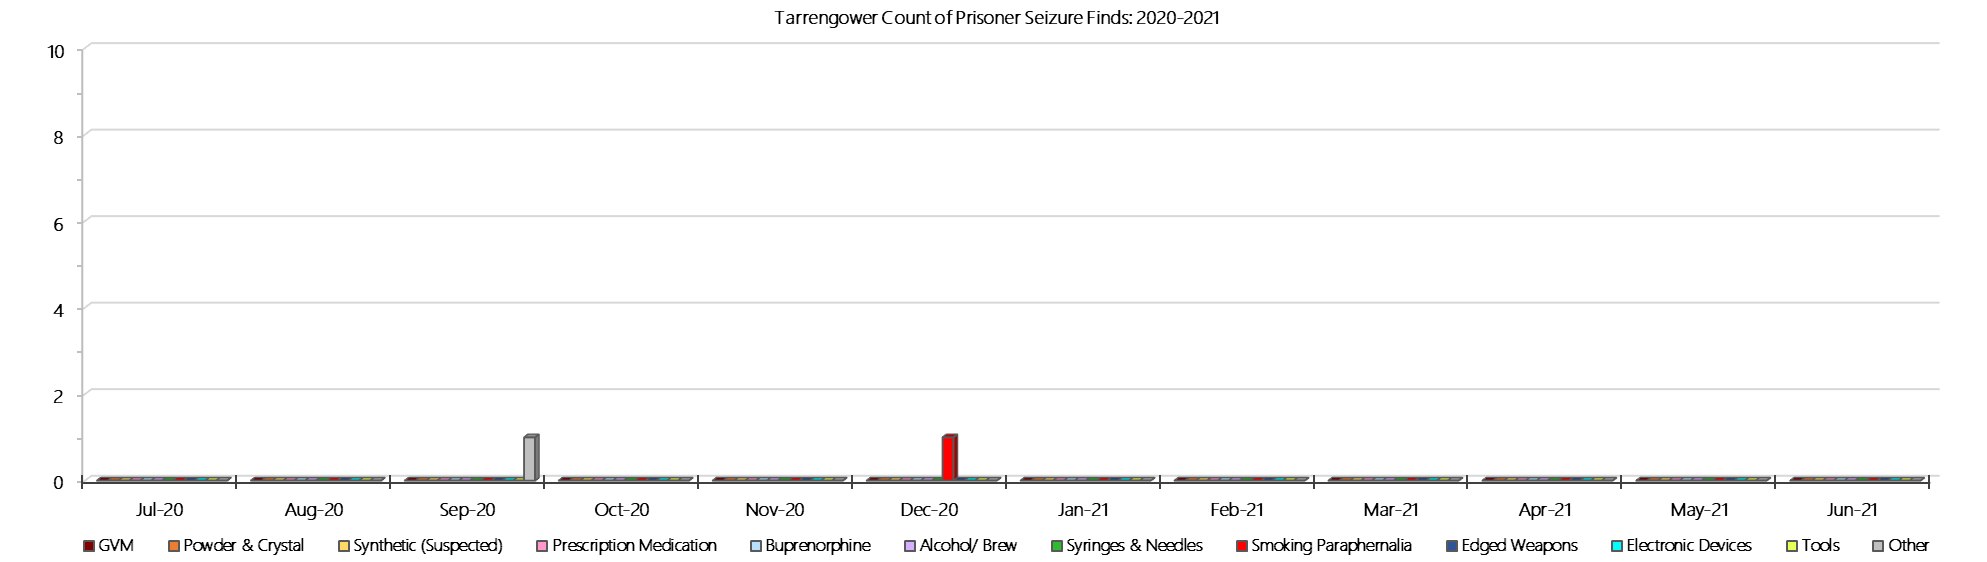 Tarrengower Count of Prisoner Seizure Finds: 2020-2021
10
8
6
4
2
0
Jul-20 Aug-20 Sep-20 Oct-20 Nov-20 Dec-20 Jan-21 Feb-21 Mar-21 Apr-21 May-21 Jun-21
GVM Powder & Crystal Synthetic (Suspected) Prescription Medication Buprenorphine Alcohol/ Brew Syringes & Needles Smoking Paraphernalia Edged Weapons Electronic Devices Tools Other